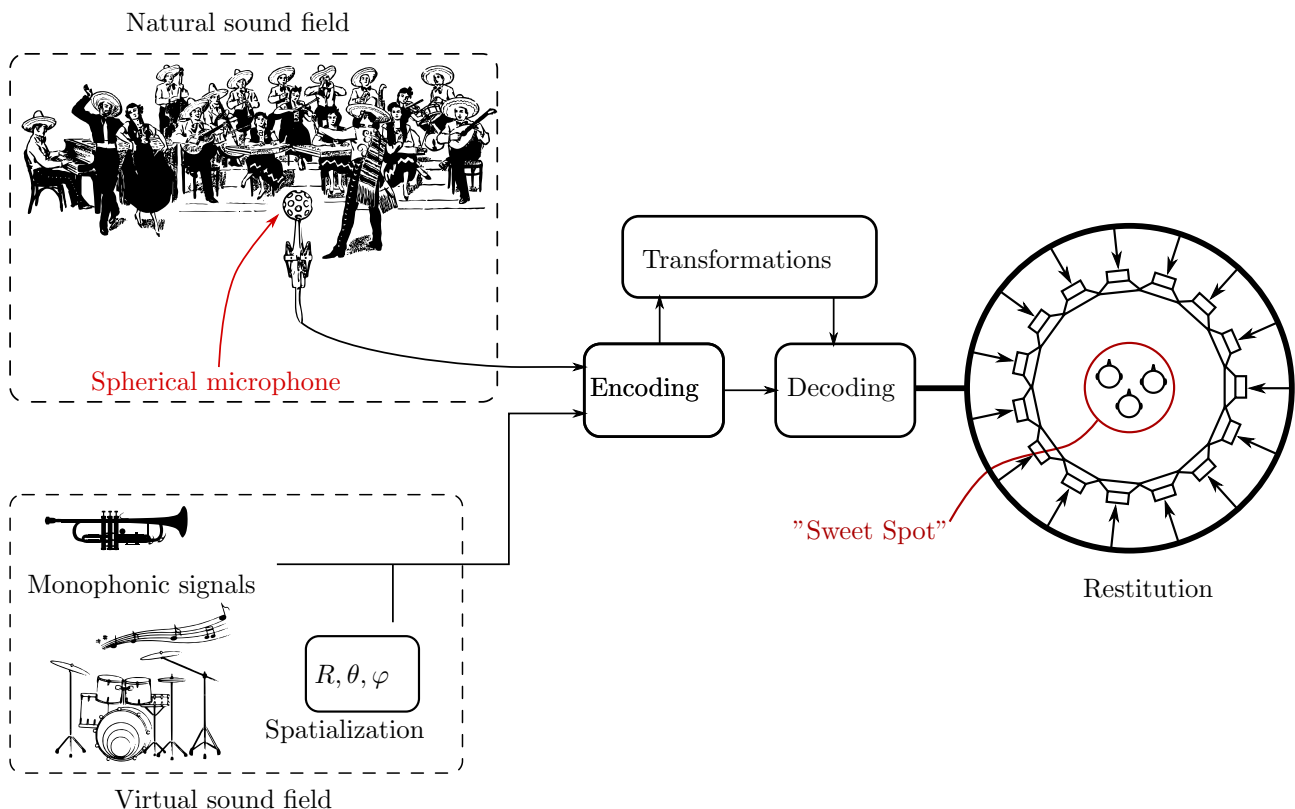 Natural sound field
Spherical microphone
Transformations
Encoding
Decoding
”Sweet Spot”
Restitution
Monophonic signals
R, θ, φ
Spatialization
Virtual sound field